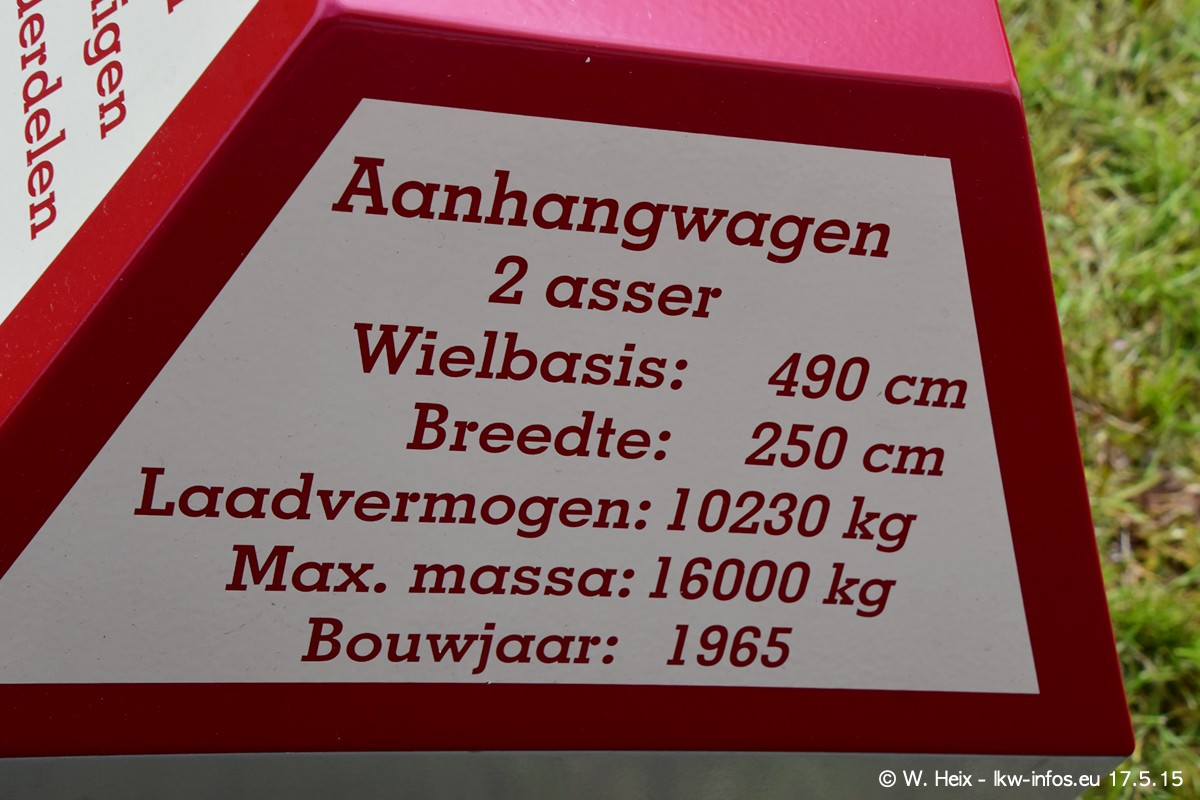 igen
erdelen
Aanhangwagen
2 asser
Wielbasis: 490 cm
Breedte: 250 cm
Laadvermogen: 10230 kg
Max. massa: 16000 kg
Bouwjaar: 1965
© W. Heix - lkw-infos.eu 17.5.15